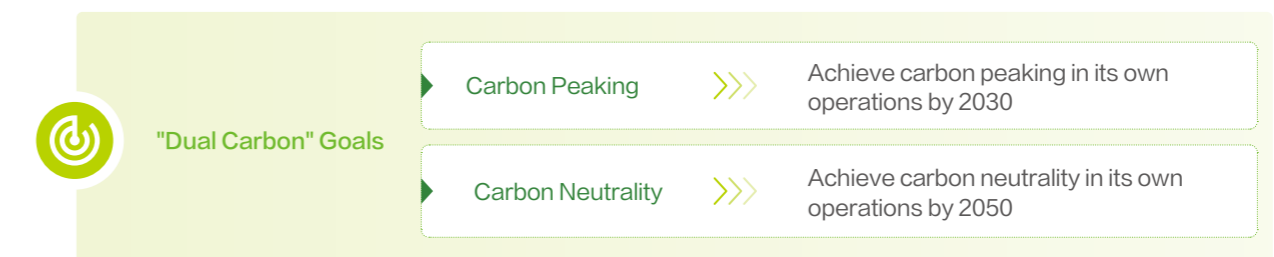 "Dual Carbon" Goals
Carbon Peaking
Achieve carbon peaking in its own
operations by 2030
Carbon Neutrality
Achieve carbon neutrality in its own
operations by 2050